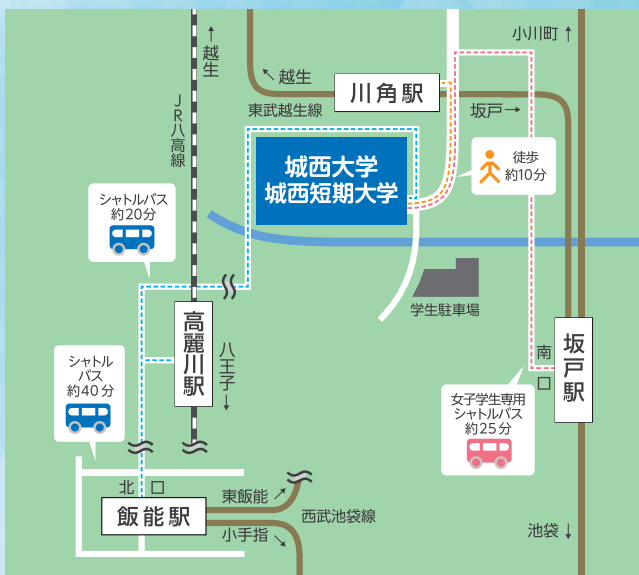 小川町↑
↑
越生
↖越生
川角駅
東武越生線
坂戸→
JR八高線
徒歩
約10分
城西大学
城西短期大学
シャトルバス
約20分
学生駐車場
高麗川駅
八王子↓
坂戸駅
南口
シャトル
バス
約40分
女子学生専用
シャトルバス
約25分
北口
飯能駅
東飯能↗
西武池袋線
小手指↘
池袋↓